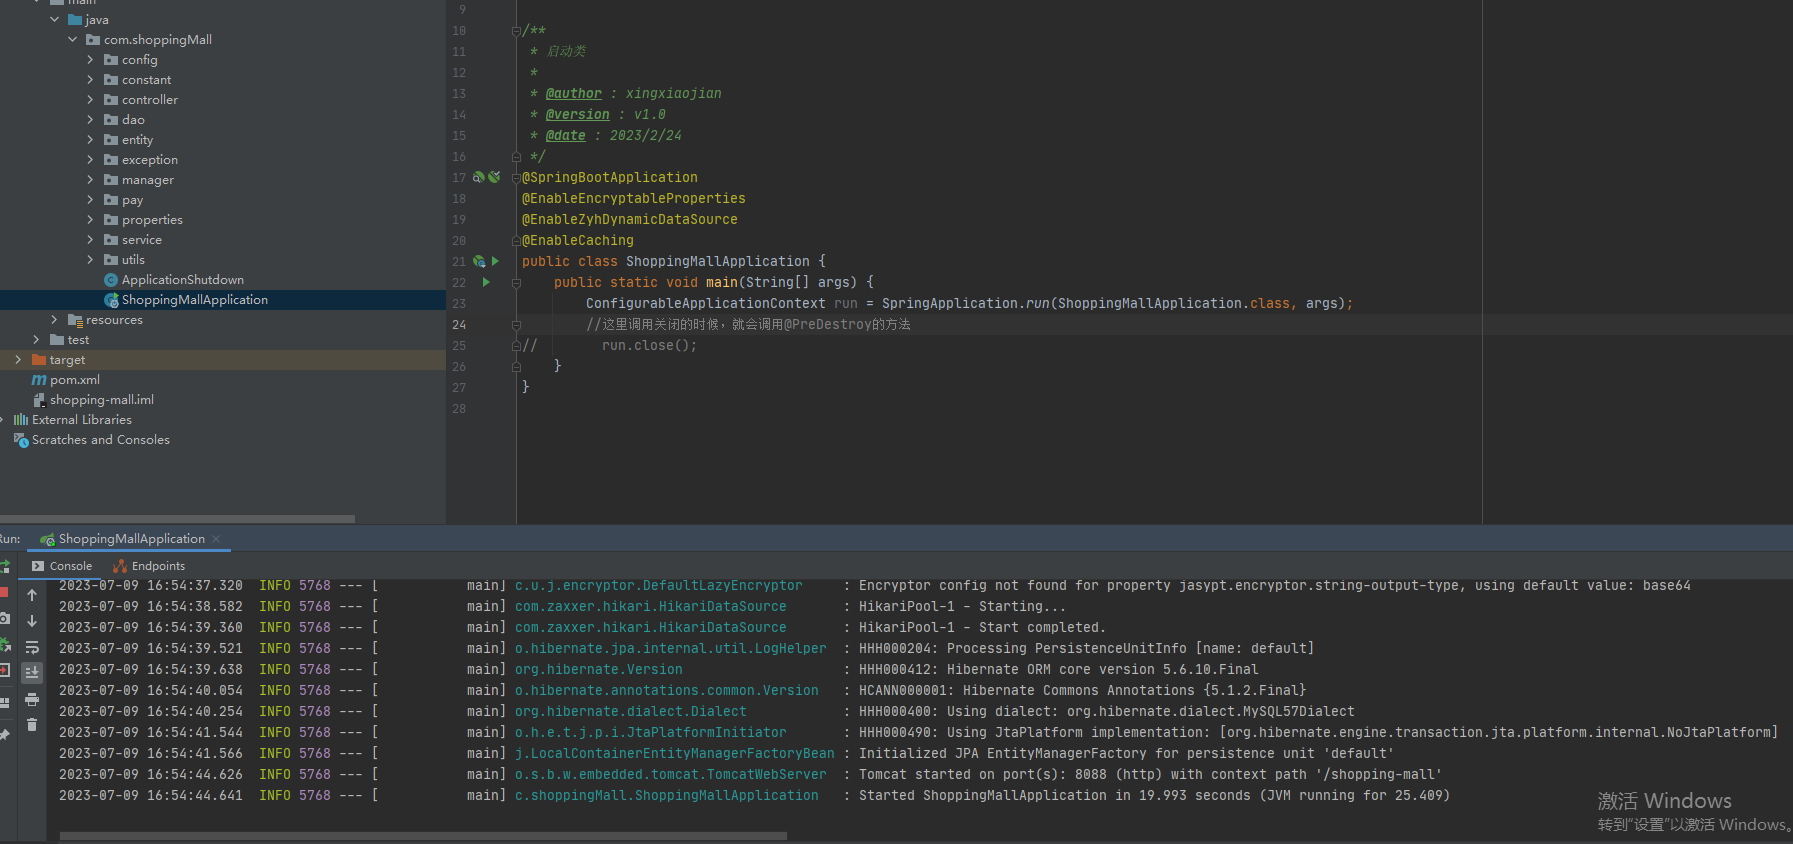 main
java
com.shoppingMall
config
constant
controller
dao
entity
exception
manager
pay
properties
service
utils
ApplicationShutdown
ShoppingMallApplication
resources
test
target
pom.xml
shopping-mall.iml
External Libraries
Scratches and Consoles
9
10 /**
11 * 启动类
12 *
13 * @author : xingxiaojian
14 * @version : v1.0
15 * @date : 2023/2/24
16 */
17 @SpringBootApplication
18 @EnableEncryptableProperties
19 @EnableZyhDynamicDataSource
20 @EnableCaching
21 public class ShoppingMallApplication {
22 public static void main(String[] args) {
23 ConfigurableApplicationContext run = SpringApplication.run(ShoppingMallApplication.class, args);
24 //这里调用关闭的时候，就会调用@PreDestroy的方法
25 // run.close();
26 }
27 }
28
Run: ShoppingMallApplication
Console Endpoints
2023-07-09 16:54:37.320 INFO 5768 --- [ main] c.u.j.encryptor.DefaultLazyEncryptor : Encryptor config not found for property jasypt.encryptor.string-output-type, using default value: base64
2023-07-09 16:54:38.582 INFO 5768 --- [ main] com.zaxxer.hikari.HikariDataSource : HikariPool-1 - Starting...
2023-07-09 16:54:39.360 INFO 5768 --- [ main] com.zaxxer.hikari.HikariDataSource : HikariPool-1 - Start completed.
2023-07-09 16:54:39.521 INFO 5768 --- [ main] o.hibernate.jpa.internal.util.LogHelper : HHH000204: Processing PersistenceUnitInfo [name: default]
2023-07-09 16:54:39.638 INFO 5768 --- [ main] org.hibernate.Version : HHH000412: Hibernate ORM core version 5.6.10.Final
2023-07-09 16:54:40.054 INFO 5768 --- [ main] o.hibernate.annotations.common.Version : HCANN000001: Hibernate Commons Annotations {5.1.2.Final}
2023-07-09 16:54:40.254 INFO 5768 --- [ main] org.hibernate.dialect.Dialect : HHH000400: Using dialect: org.hibernate.dialect.MySQL57Dialect
2023-07-09 16:54:41.544 INFO 5768 --- [ main] o.h.e.t.j.p.i.JtaPlatformInitiator : HHH000490: Using JtaPlatform implementation: [org.hibernate.engine.transaction.jta.platform.internal.NoJtaPlatform]
2023-07-09 16:54:41.566 INFO 5768 --- [ main] j.LocalContainerEntityManagerFactoryBean : Initialized JPA EntityManagerFactory for persistence unit 'default'
2023-07-09 16:54:44.626 INFO 5768 --- [ main] o.s.b.w.embedded.tomcat.TomcatWebServer : Tomcat started on port(s): 8088 (http) with context path '/shopping-mall'
2023-07-09 16:54:44.641 INFO 5768 --- [ main] c.shoppingMall.ShoppingMallApplication : Started ShoppingMallApplication in 19.993 seconds (JVM running for 25.409)
激活 Windows
转到“设置”以激活 Windows。